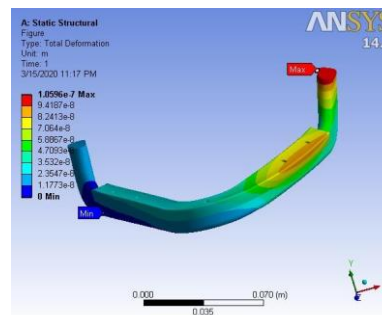 A: Static Structural
Figure
Type: Total Deformation
Unit: m
Time: 1
3/15/2020 11:17 PM
1.0596e-7 Max
9.4187e-8
8.2413e-8
7.064e-8
5.8867e-8
4.7093e-8
3.532e-8
2.3547e-8
1.1773e-8
0 Min
ANSYS
14.
Max
Min
0.000
0.070 (m)
0.035
Y
X
Z